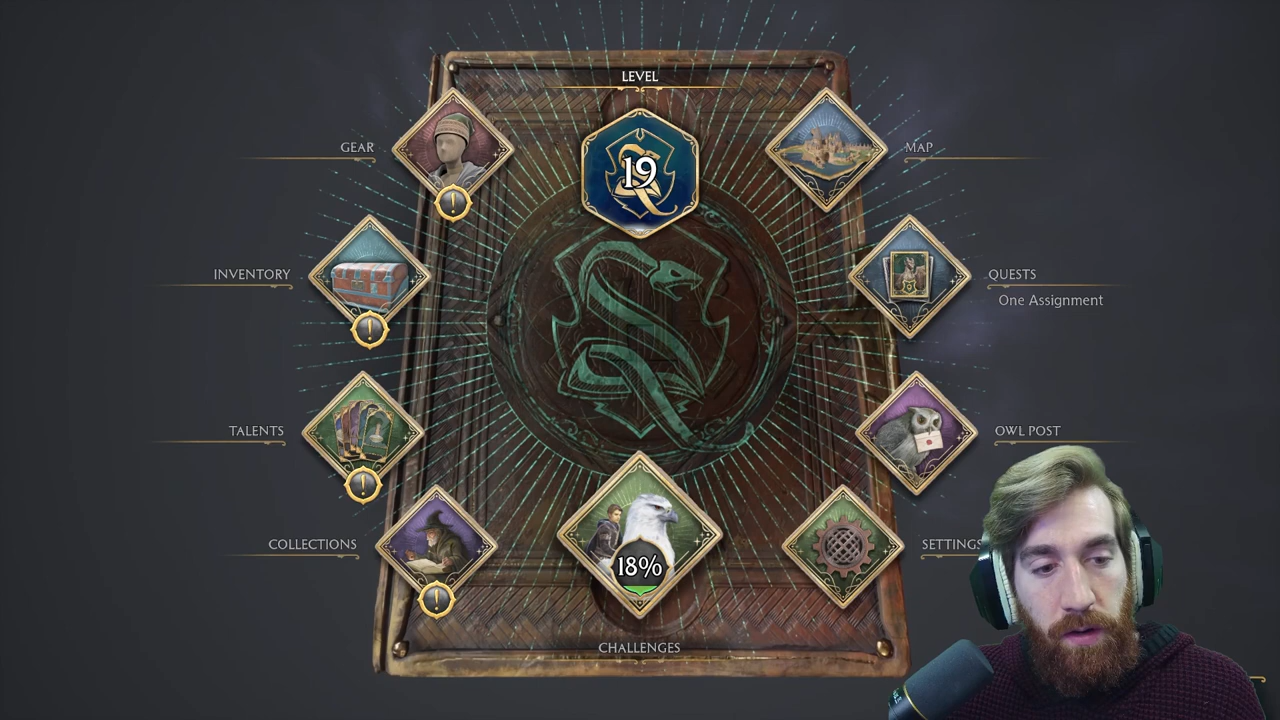 LEVEL
19
GEAR
MAP
!
INVENTORY
QUESTS
One Assignment
!
TALENTS
OWL POST
!
COLLECTIONS
SETTINGS
18%
!
CHALLENGES